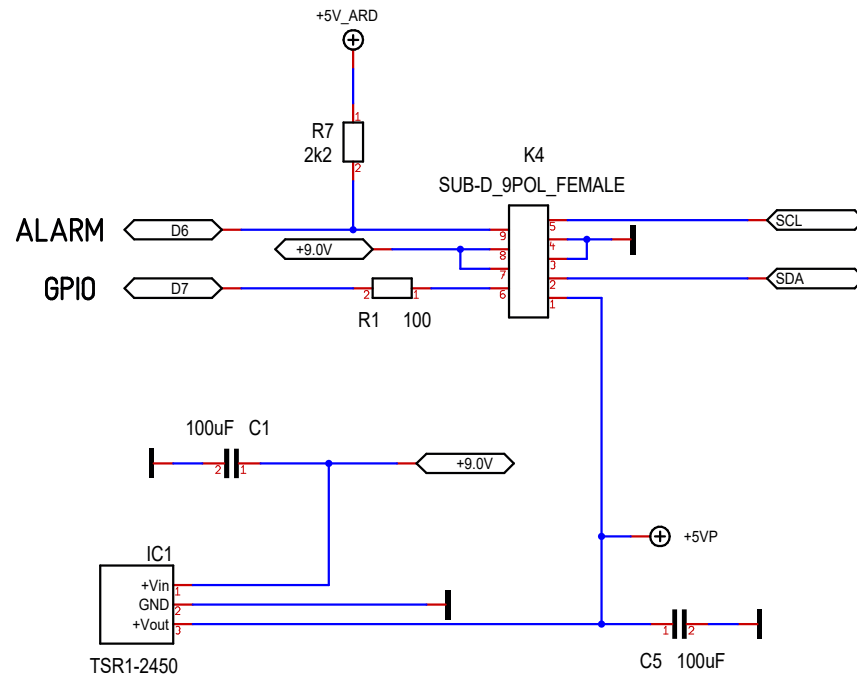 +5V_ARD
1
R7
2k2
2
K4
SUB-D_9POL_FEMALE
ALARM
D6
9
5
SCL
+9.0V
8
4
7
3
GPIO
D7
2
1
6
2
SDA
1
R1 100
100uF C1
2
1
+9.0V
+5VP
IC1
+Vin
1
GND
2
+Vout
3
1
2
TSR1-2450
C5 100uF